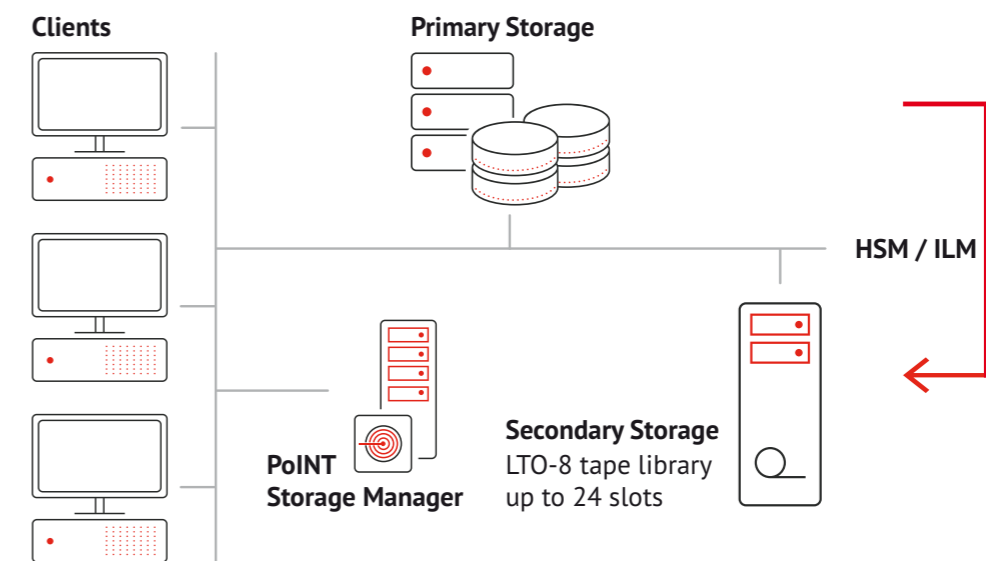 Clients
Primary Storage
HSM / ILM
PoINT
Storage Manager
Secondary Storage
LTO-8 tape library
up to 24 slots